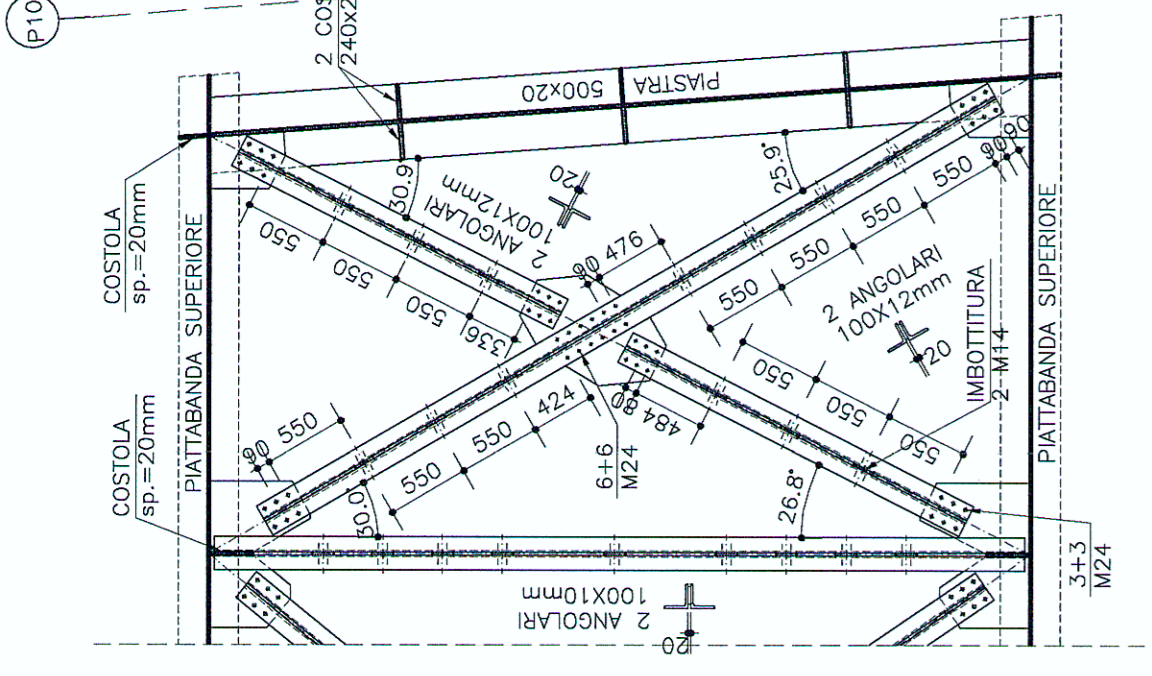 P10
2 COS
240x2
COSTOLA
sp.=20mm
COSTOLA
sp.=20mm
PIATTABANDA SUPERIORE
PIASTRA 500x20
30.9°
2 ANGOLARI
100X12mm
20
25.9°
550
550
550
336
90
476
550
550
550
550
90
90
90
550
30.0°
550
550
424
6+6
M24
80
484
550
550
550
2 ANGOLARI
100X12mm
20
IMBOTTITURA
2 M14
26.8°
3+3
M24
2 ANGOLARI
100X10mm
20
PIATTABANDA SUPERIORE